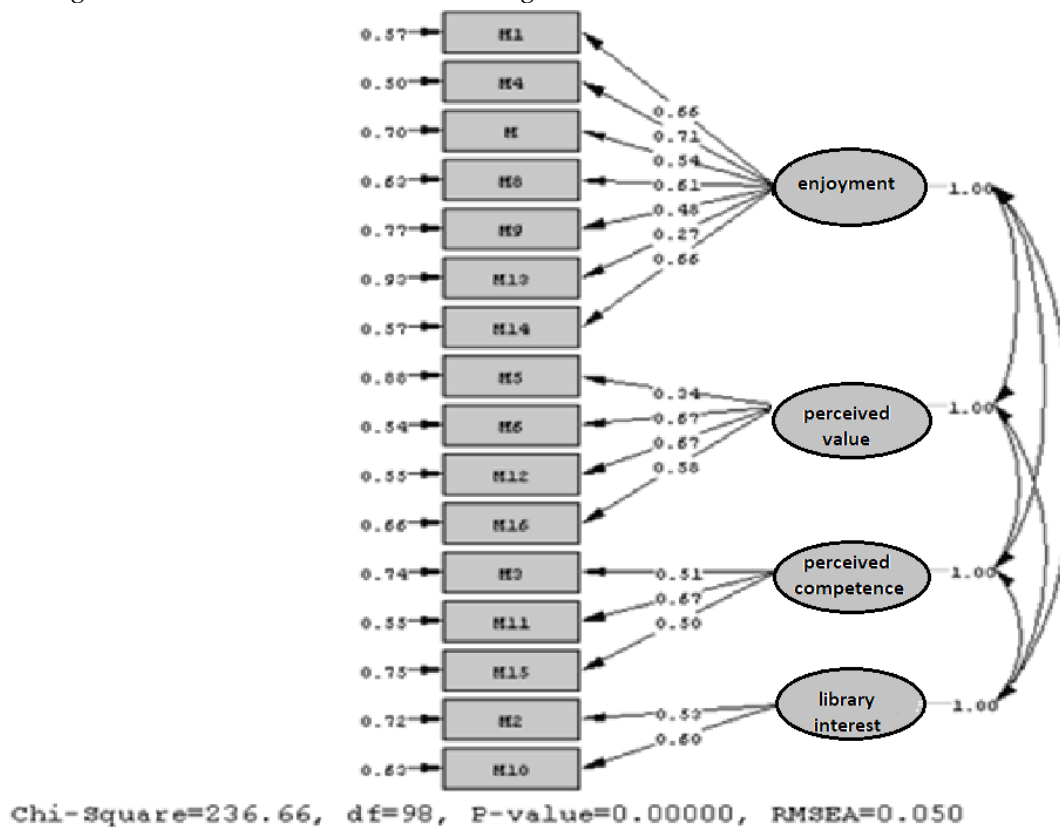 0.57 M1
0.50 M4
0.70 M
0.63 M8
0.77 M9
0.93 M13
0.57 M14
0.88 M5
0.54 M6
0.55 M12
0.66 M16
0.74 M3
0.55 M11
0.75 M15
0.72 M2
0.63 M10
0.66
0.71
0.54
0.61
0.48
0.27
0.66
0.34
0.67
0.67
0.58
0.51
0.67
0.50
0.53
0.60
enjoyment
1.00
perceived
value
1.00
perceived
competence
1.00
library
interest
1.00
Chi-Square=236.66, df=98, P-value=0.00000, RMSEA=0.050